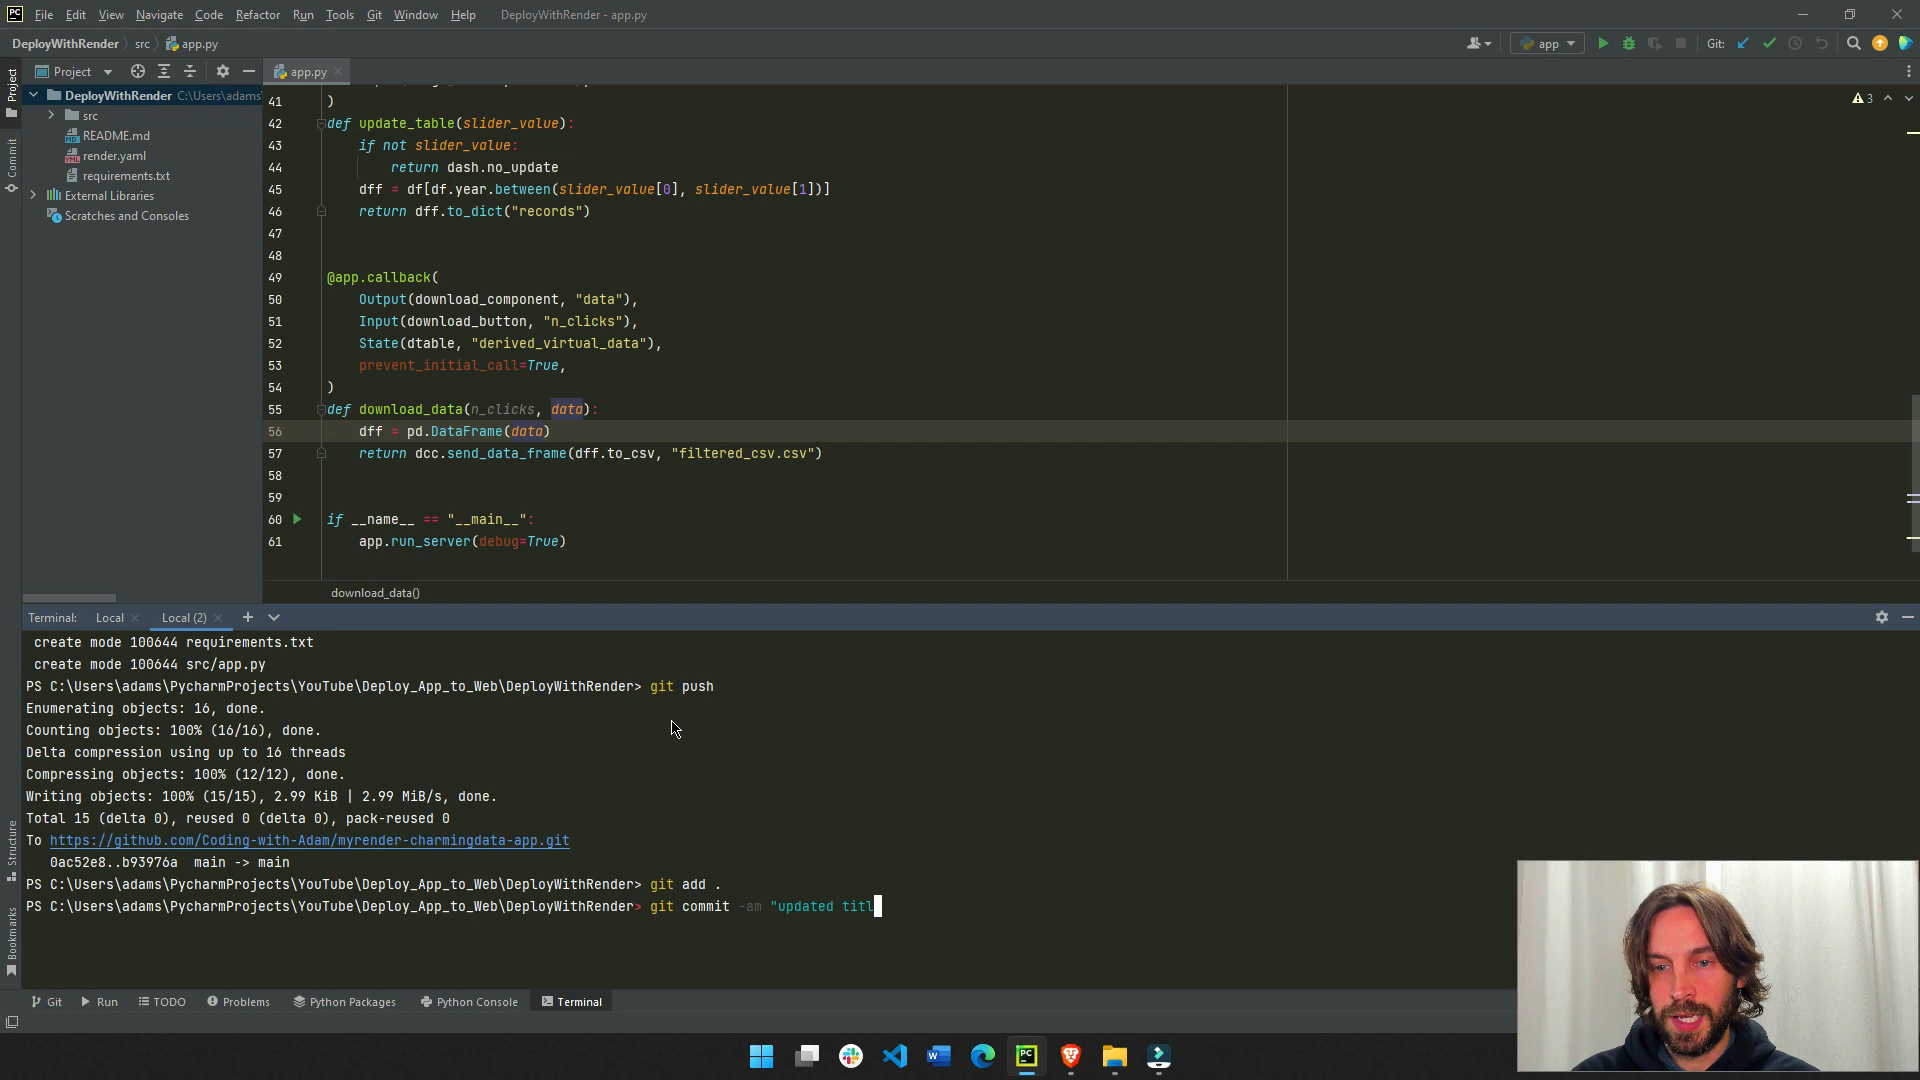 PC File Edit View Navigate Code Refactor Run Tools Git Window Help DeployWithRender - app.py
DeployWithRender src app.py app Git:
Project app.py
DeployWithRender C:\Users\adams
src
README.md
render.yaml
requirements.txt
External Libraries
Scratches and Consoles
Project
Commit
Structure
Bookmarks
3
41 )
42 def update_table(slider_value):
43 if not slider_value:
44 return dash.no_update
45 dff = df[df.year.between(slider_value[0], slider_value[1])]
46 return dff.to_dict("records")
47
48
49 @app.callback(
50 Output(download_component, "data"),
51 Input(download_button, "n_clicks"),
52 State(dtable, "derived_virtual_data"),
53 prevent_initial_call=True,
54 )
55 def download_data(n_clicks, data):
56 dff = pd.DataFrame(data)
57 return dcc.send_data_frame(dff.to_csv, "filtered_csv.csv")
58
59
60 if __name__ == "__main__":
61 app.run_server(debug=True)
download_data()
Terminal: Local Local (2)
create mode 100644 requirements.txt
create mode 100644 src/app.py
PS C:\Users\adams\PycharmProjects\YouTube\Deploy_App_to_Web\DeployWithRender> git push
Enumerating objects: 16, done.
Counting objects: 100% (16/16), done.
Delta compression using up to 16 threads
Compressing objects: 100% (12/12), done.
Writing objects: 100% (15/15), 2.99 KiB | 2.99 MiB/s, done.
Total 15 (delta 0), reused 0 (delta 0), pack-reused 0
To https://github.com/Coding-with-Adam/myrender-charmingdata-app.git
0ac52e8..b93976a main -> main
PS C:\Users\adams\PycharmProjects\YouTube\Deploy_App_to_Web\DeployWithRender> git add .
PS C:\Users\adams\PycharmProjects\YouTube\Deploy_App_to_Web\DeployWithRender> git commit -am "updated titl
Git Run TODO Problems Python Packages Python Console Terminal